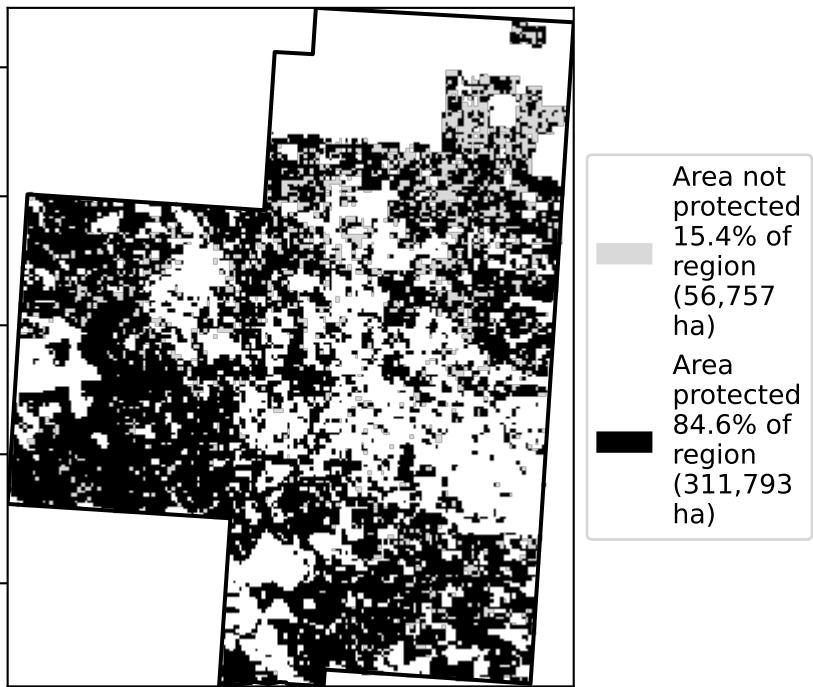 Area not
protected
15.4% of
region
(56,757
ha)
Area
protected
84.6% of
region
(311,793
ha)